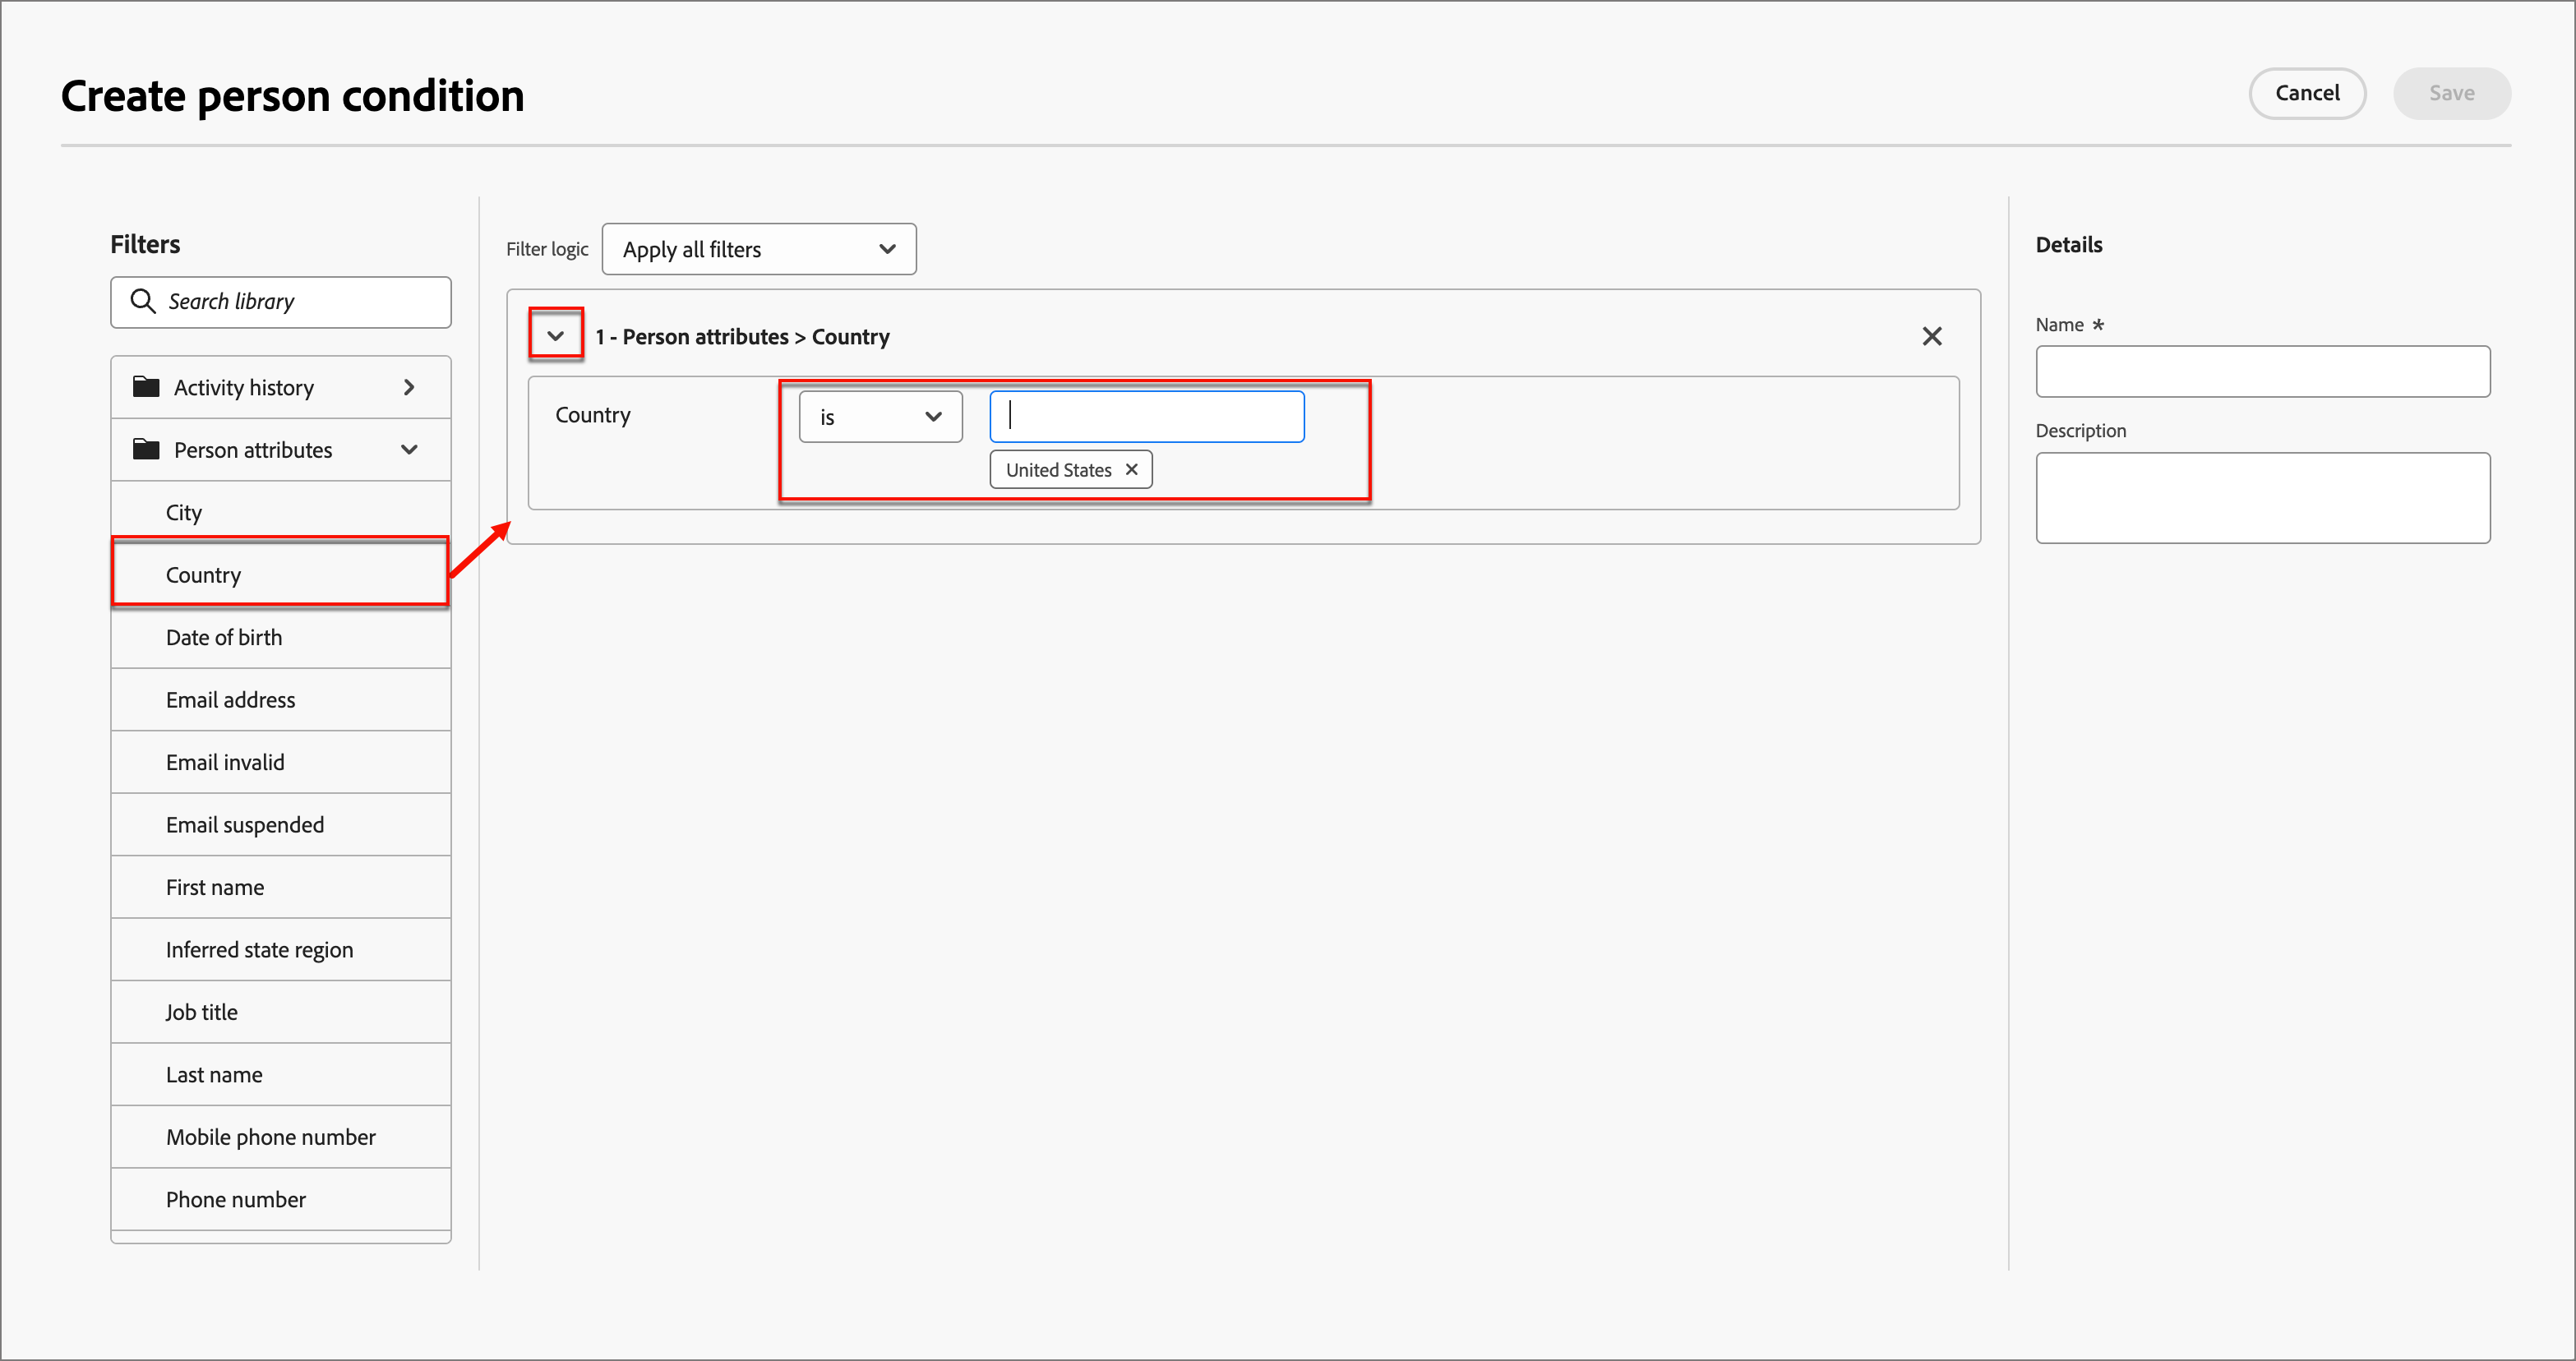 Create person condition
Cancel
Save
Filters
Search library
Activity history
Person attributes
City
Country
Date of birth
Email address
Email invalid
Email suspended
First name
Inferred state region
Job title
Last name
Mobile phone number
Phone number
Filter logic
Apply all filters
1 - Person attributes > Country
Country
is
United States
Details
Name *
Description